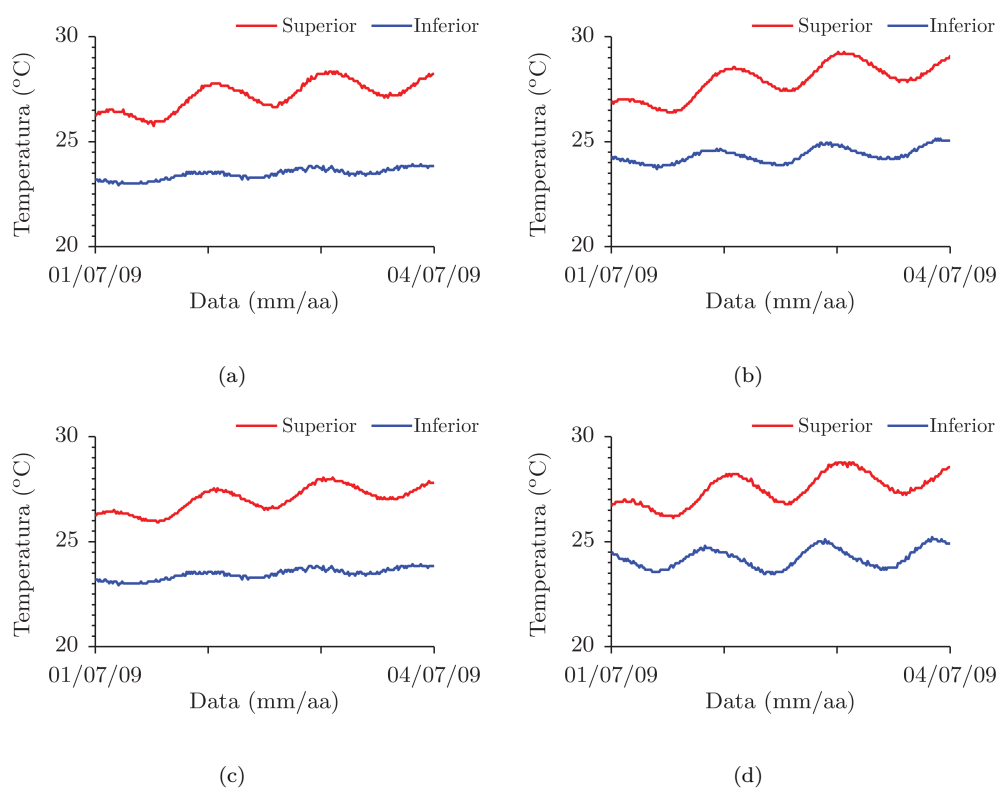 Superior Inferior
30
25
20
Temperatura (°C)
01/07/09 04/07/09
Data (mm/aa)
(a)
Superior Inferior
30
25
20
Temperatura (°C)
01/07/09 04/07/09
Data (mm/aa)
(b)
Superior Inferior
30
25
20
Temperatura (°C)
01/07/09 04/07/09
Data (mm/aa)
(c)
Superior Inferior
30
25
20
Temperatura (°C)
01/07/09 04/07/09
Data (mm/aa)
(d)